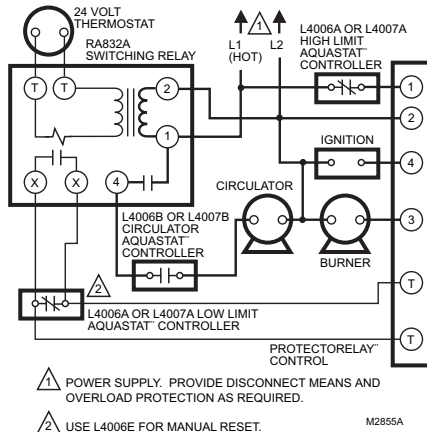 24 VOLT
THERMOSTAT
RA832A
SWITCHING RELAY
1
L1
(HOT)
L2
L4006A OR L4007A
HIGH LIMIT
AQUASTAT¨
CONTROLLER
T
T
2
1
1
2
IGNITION
4
X
X
4
CIRCULATOR
3
L4006B OR L4007B
CIRCULATOR
AQUASTAT¨
CONTROLLER
BURNER
2
T
L4006A OR L4007A LOW LIMIT
AQUASTAT¨ CONTROLLER
T
PROTECTORELAY¨
CONTROL
1 POWER SUPPLY. PROVIDE DISCONNECT MEANS AND
OVERLOAD PROTECTION AS REQUIRED.
2 USE L4006E FOR MANUAL RESET.
M2855A